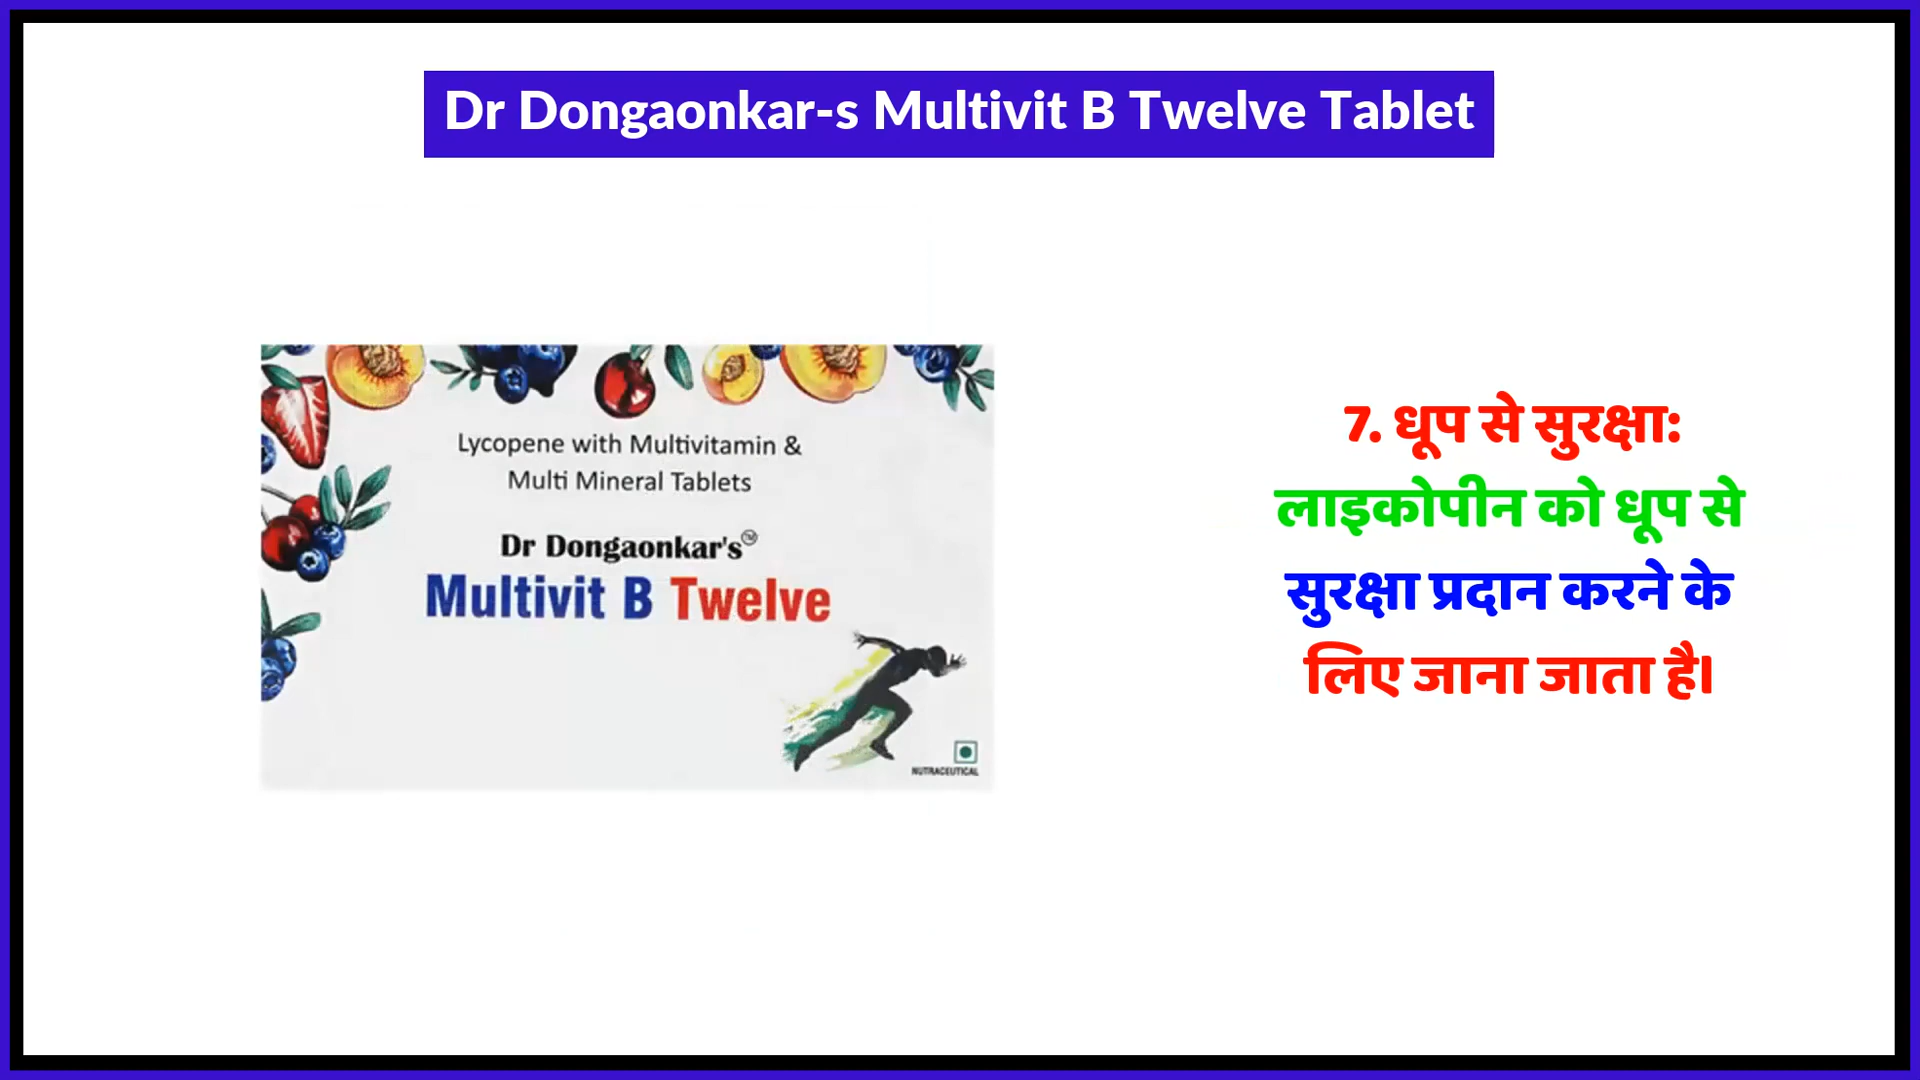 Dr Dongaonkar-s Multivit B Twelve Tablet
Lycopene with Multivitamin &
Multi Mineral Tablets
Dr Dongaonkar's™
Multivit B Twelve
NUTRACEUTICAL
7. धूप से सुरक्षा:
लाइकोपीन को धूप से
सुरक्षा प्रदान करने के
लिए जाना जाता है।